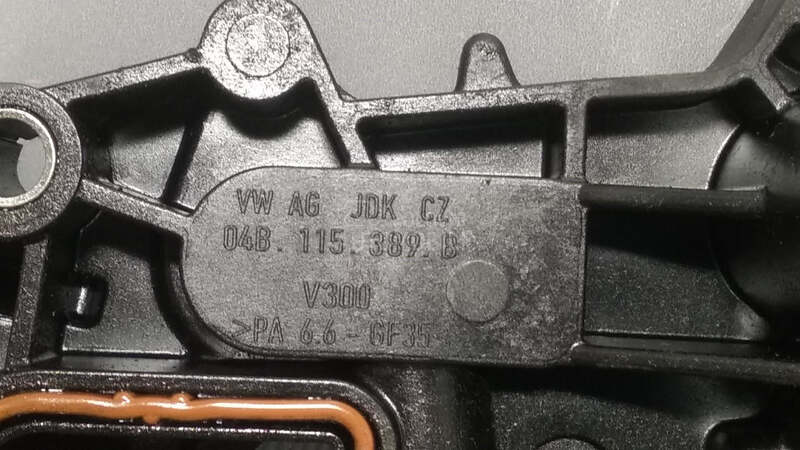 VW AG JDK CZ
04B. 115. 389. B
V300
>PA 6.6 - GF35